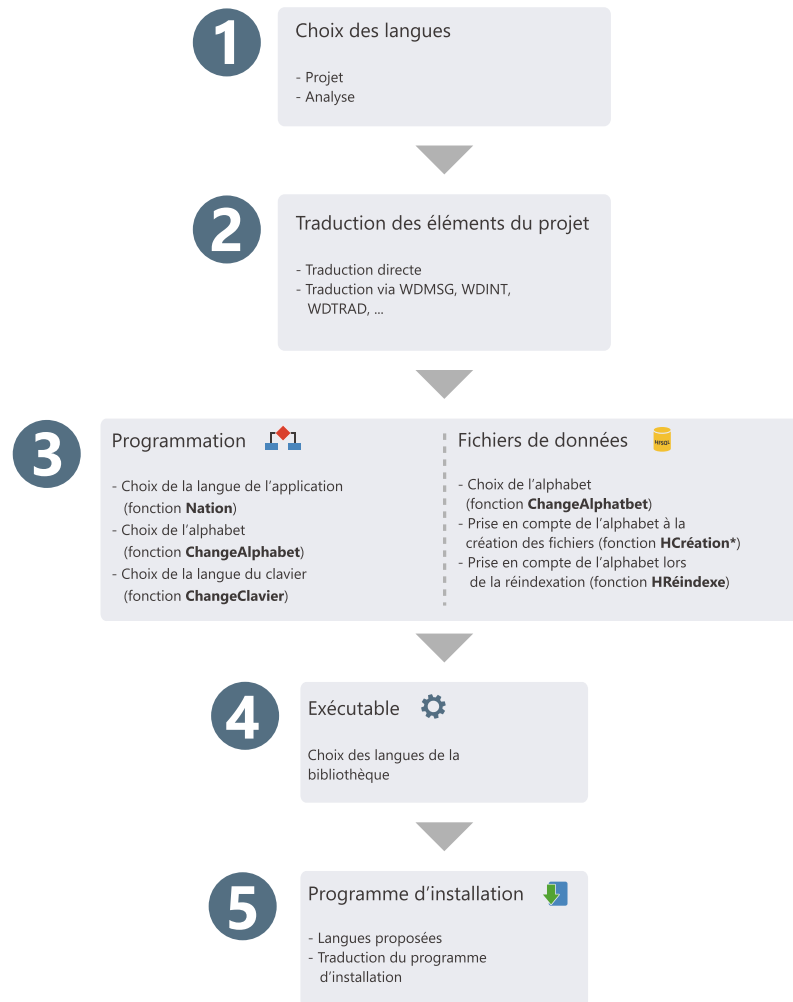 1
Choix des langues
- Projet
- Analyse
2
Traduction des éléments du projet
- Traduction directe
- Traduction via WDMSG, WDINT,
WDTRAD, ...
3
Programmation
- Choix de la langue de l'application
(fonction Nation)
- Choix de l'alphabet
(fonction ChangeAlphabet)
- Choix de la langue du clavier
(fonction ChangeClavier)
Fichiers de données
HFSQL
- Choix de l'alphabet
(fonction ChangeAlphatbet)
- Prise en compte de l'alphabet à la
création des fichiers (fonction HCréation*)
- Prise en compte de l'alphabet lors
de la réindexation (fonction HRéindexe)
4
Exécutable
Choix des langues de la
bibliothèque
5
Programme d'installation
- Langues proposées
- Traduction du programme
d'installation